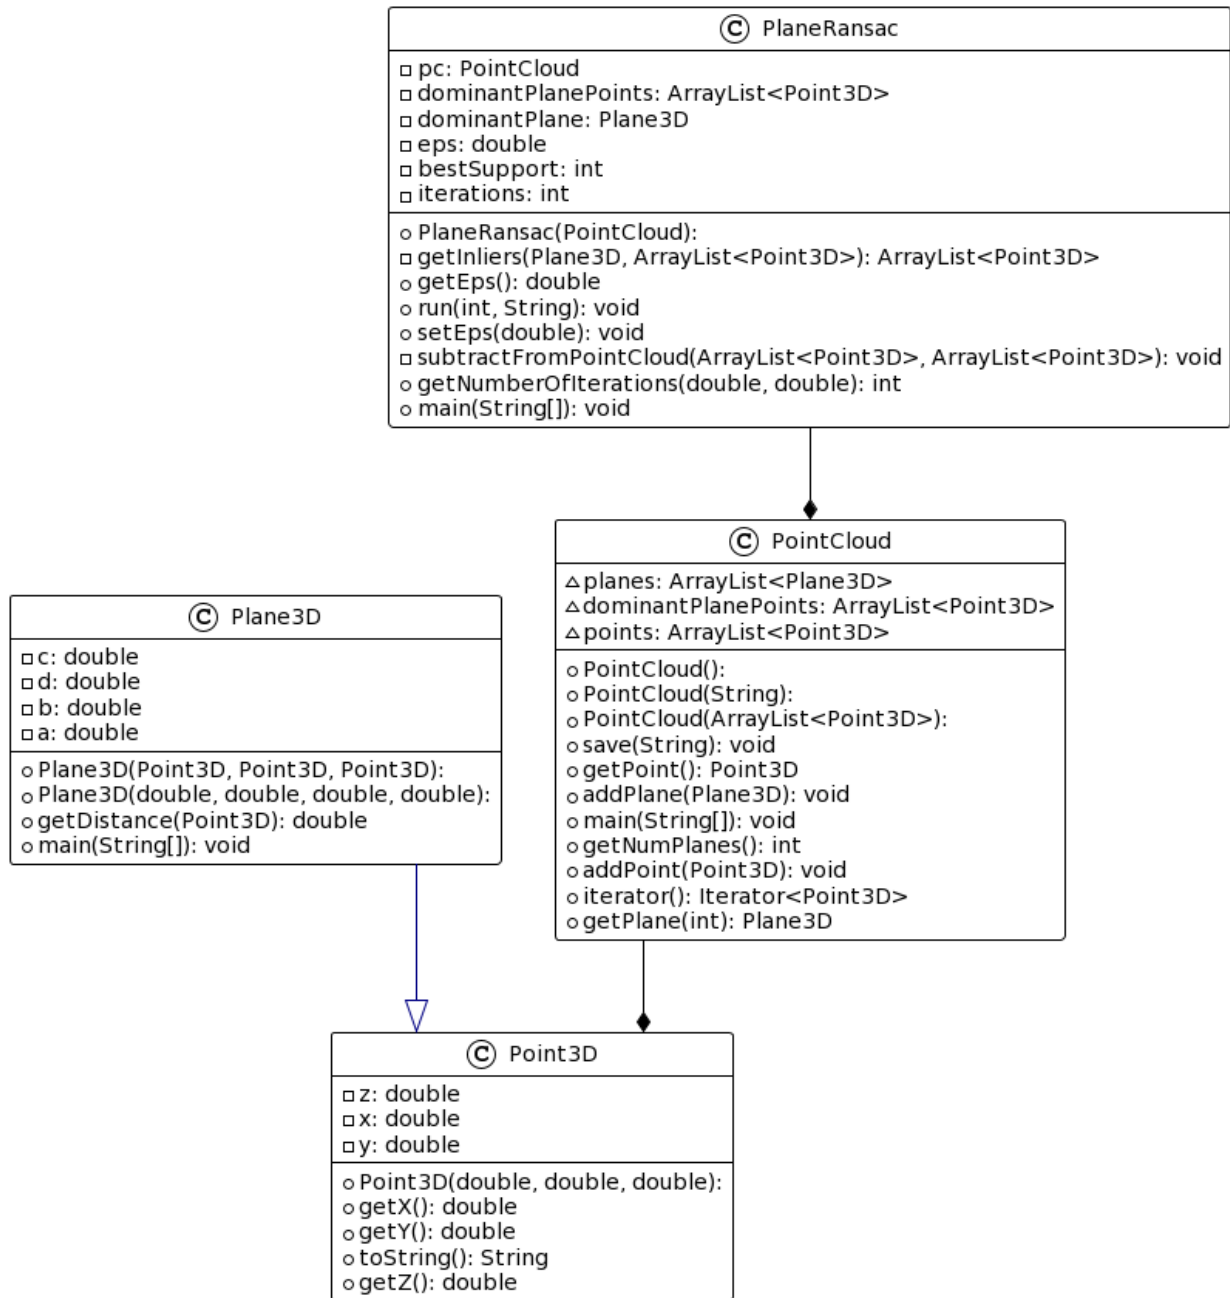 C PlaneRansac
pc: PointCloud
dominantPlanePoints: ArrayList<Point3D>
dominantPlane: Plane3D
eps: double
bestSupport: int
iterations: int
PlaneRansac(PointCloud):
getInliers(Plane3D, ArrayList<Point3D>): ArrayList<Point3D>
getEps(): double
run(int, String): void
setEps(double): void
subtractFromPointCloud(ArrayList<Point3D>, ArrayList<Point3D>): void
getNumberOfIterations(double, double): int
main(String[]): void
C PointCloud
planes: ArrayList<Plane3D>
dominantPlanePoints: ArrayList<Point3D>
points: ArrayList<Point3D>
PointCloud():
PointCloud(String):
PointCloud(ArrayList<Point3D>):
save(String): void
getPoint(): Point3D
addPlane(Plane3D): void
main(String[]): void
getNumPlanes(): int
addPoint(Point3D): void
iterator(): Iterator<Point3D>
getPlane(int): Plane3D
C Plane3D
c: double
d: double
b: double
a: double
Plane3D(Point3D, Point3D, Point3D):
Plane3D(double, double, double, double):
getDistance(Point3D): double
main(String[]): void
C Point3D
z: double
x: double
y: double
Point3D(double, double, double):
getX(): double
getY(): double
toString(): String
getZ(): double